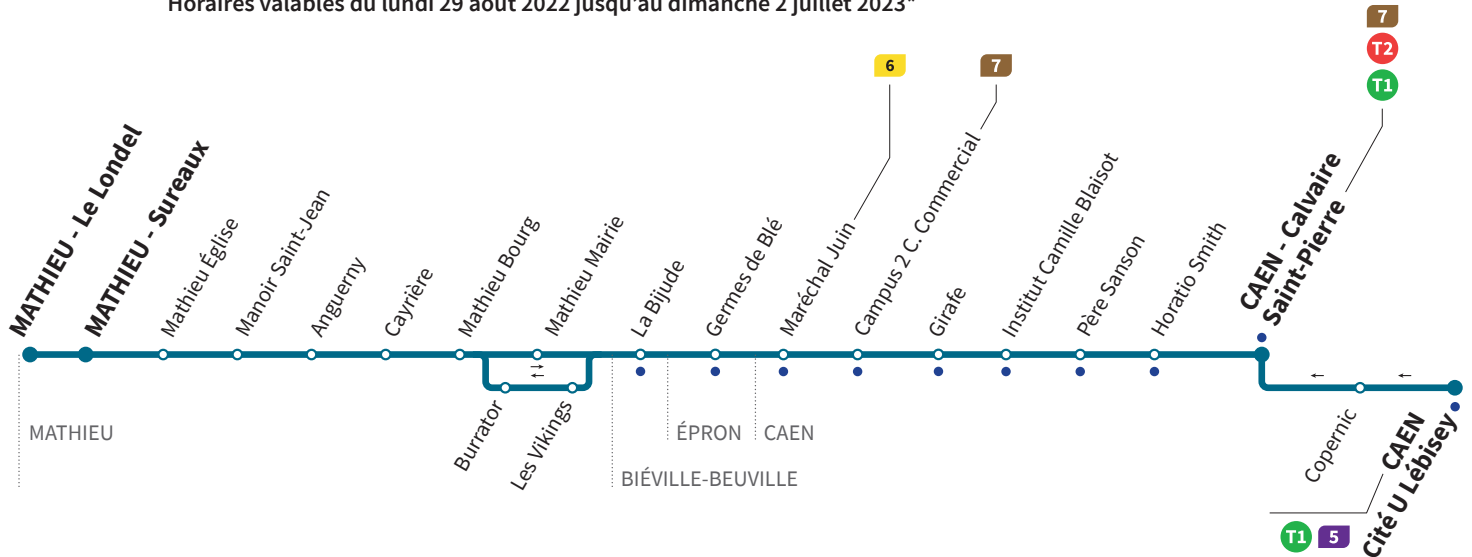 Horaires valables du lundi 29 août 2022 jusqu'au dimanche 2 juillet 2023*
7
T2
T1
6
7
MATHIEU - Le Londel
MATHIEU - Sureaux
Mathieu Église
Manoir Saint-Jean
Anguerny
Cayrière
Mathieu Bourg
Mathieu Mairie
La Bijude
Germes de Blé
Maréchal Juin
Campus 2 C. Commercial
Girafe
Institut Camille Blaisot
Père Sanson
Horatio Smith
CAEN - Calvaire
Saint-Pierre
Burrator
Les Vikings
Copernic
CAEN
Cité U Lébisey
MATHIEU
ÉPRON
CAEN
BIÉVILLE-BEUVILLE
T1
5